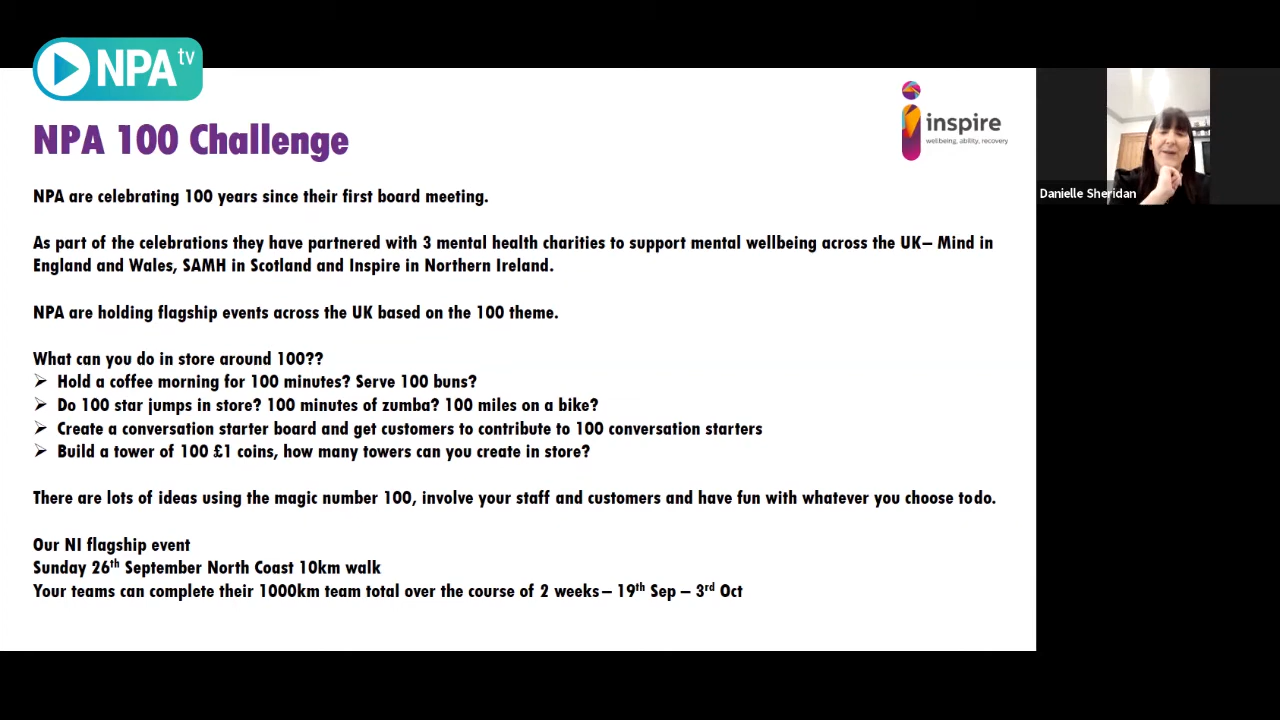 NPA tv
NPA 100 Challenge
inspire
wellbeing, ability, recovery
Danielle Sheridan
NPA are celebrating 100 years since their first board meeting.
As part of the celebrations they have partnered with 3 mental health charities to support mental wellbeing across the UK– Mind in
England and Wales, SAMH in Scotland and Inspire in Northern Ireland.
NPA are holding flagship events across the UK based on the 100 theme.
What can you do in store around 100??
➢ Hold a coffee morning for 100 minutes? Serve 100 buns?
➢ Do 100 star jumps in store? 100 minutes of zumba? 100 miles on a bike?
➢ Create a conversation starter board and get customers to contribute to 100 conversation starters
➢ Build a tower of 100 £1 coins, how many towers can you create in store?
There are lots of ideas using the magic number 100, involve your staff and customers and have fun with whatever you choose to do.
Our NI flagship event
Sunday 26th September North Coast 10km walk
Your teams can complete their 1000km team total over the course of 2 weeks – 19th Sep – 3rd Oct